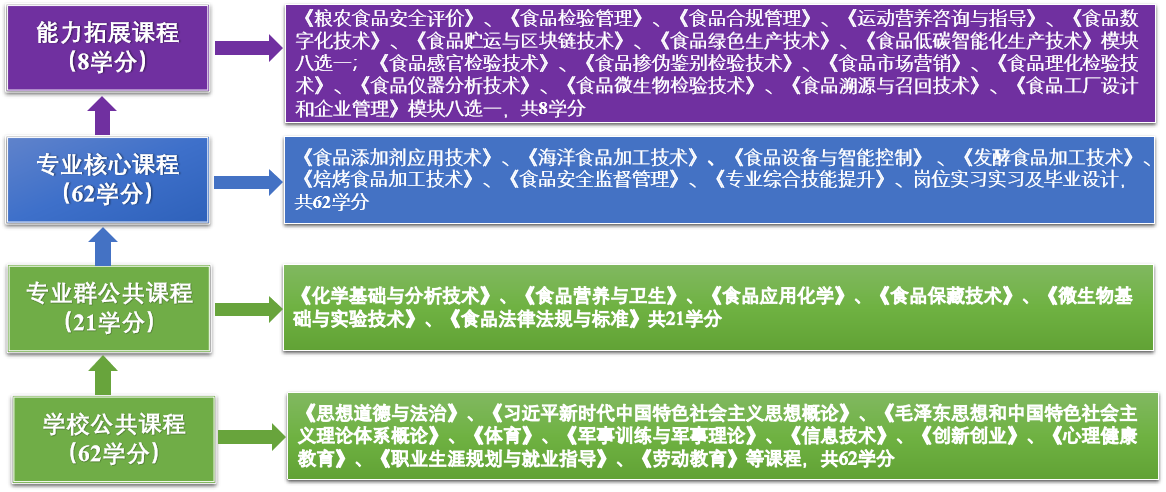 能力拓展课程
（8学分）
《粮农食品安全评价》、《食品检验管理》、《食品合规管理》、《运动营养咨询与指导》、《食品数
字化技术》、《食品贮运与区块链技术》、《食品绿色生产技术》、《食品低碳智能化生产技术》模块
八选一；《食品感官检验技术》、《食品掺伪鉴别检验技术》、《食品市场营销》、《食品理化检验技
术》、《食品仪器分析技术》、《食品微生物检验技术》、《食品溯源与召回技术》、《食品工厂设计
和企业管理》模块八选一，共8学分
专业核心课程
（62学分）
《食品添加剂应用技术》、《海洋食品加工技术》、《食品设备与智能控制》、《发酵食品加工技术》、
《焙烤食品加工技术》、《食品安全监督管理》、《专业综合技能提升》、岗位实习实习及毕业设计，
共62学分
专业群公共课程
（21学分）
《化学基础与分析技术》、《食品营养与卫生》、《食品应用化学》、《食品保藏技术》、《微生物基
础与实验技术》、《食品法律法规与标准》共21学分
学校公共课程
（62学分）
《思想道德与法治》、《习近平新时代中国特色社会主义思想概论》、《毛泽东思想和中国特色社会主
义理论体系概论》、《体育》、《军事训练与军事理论》、《信息技术》、《创新创业》、《心理健康
教育》、《职业生涯规划与就业指导》、《劳动教育》等课程，共62学分